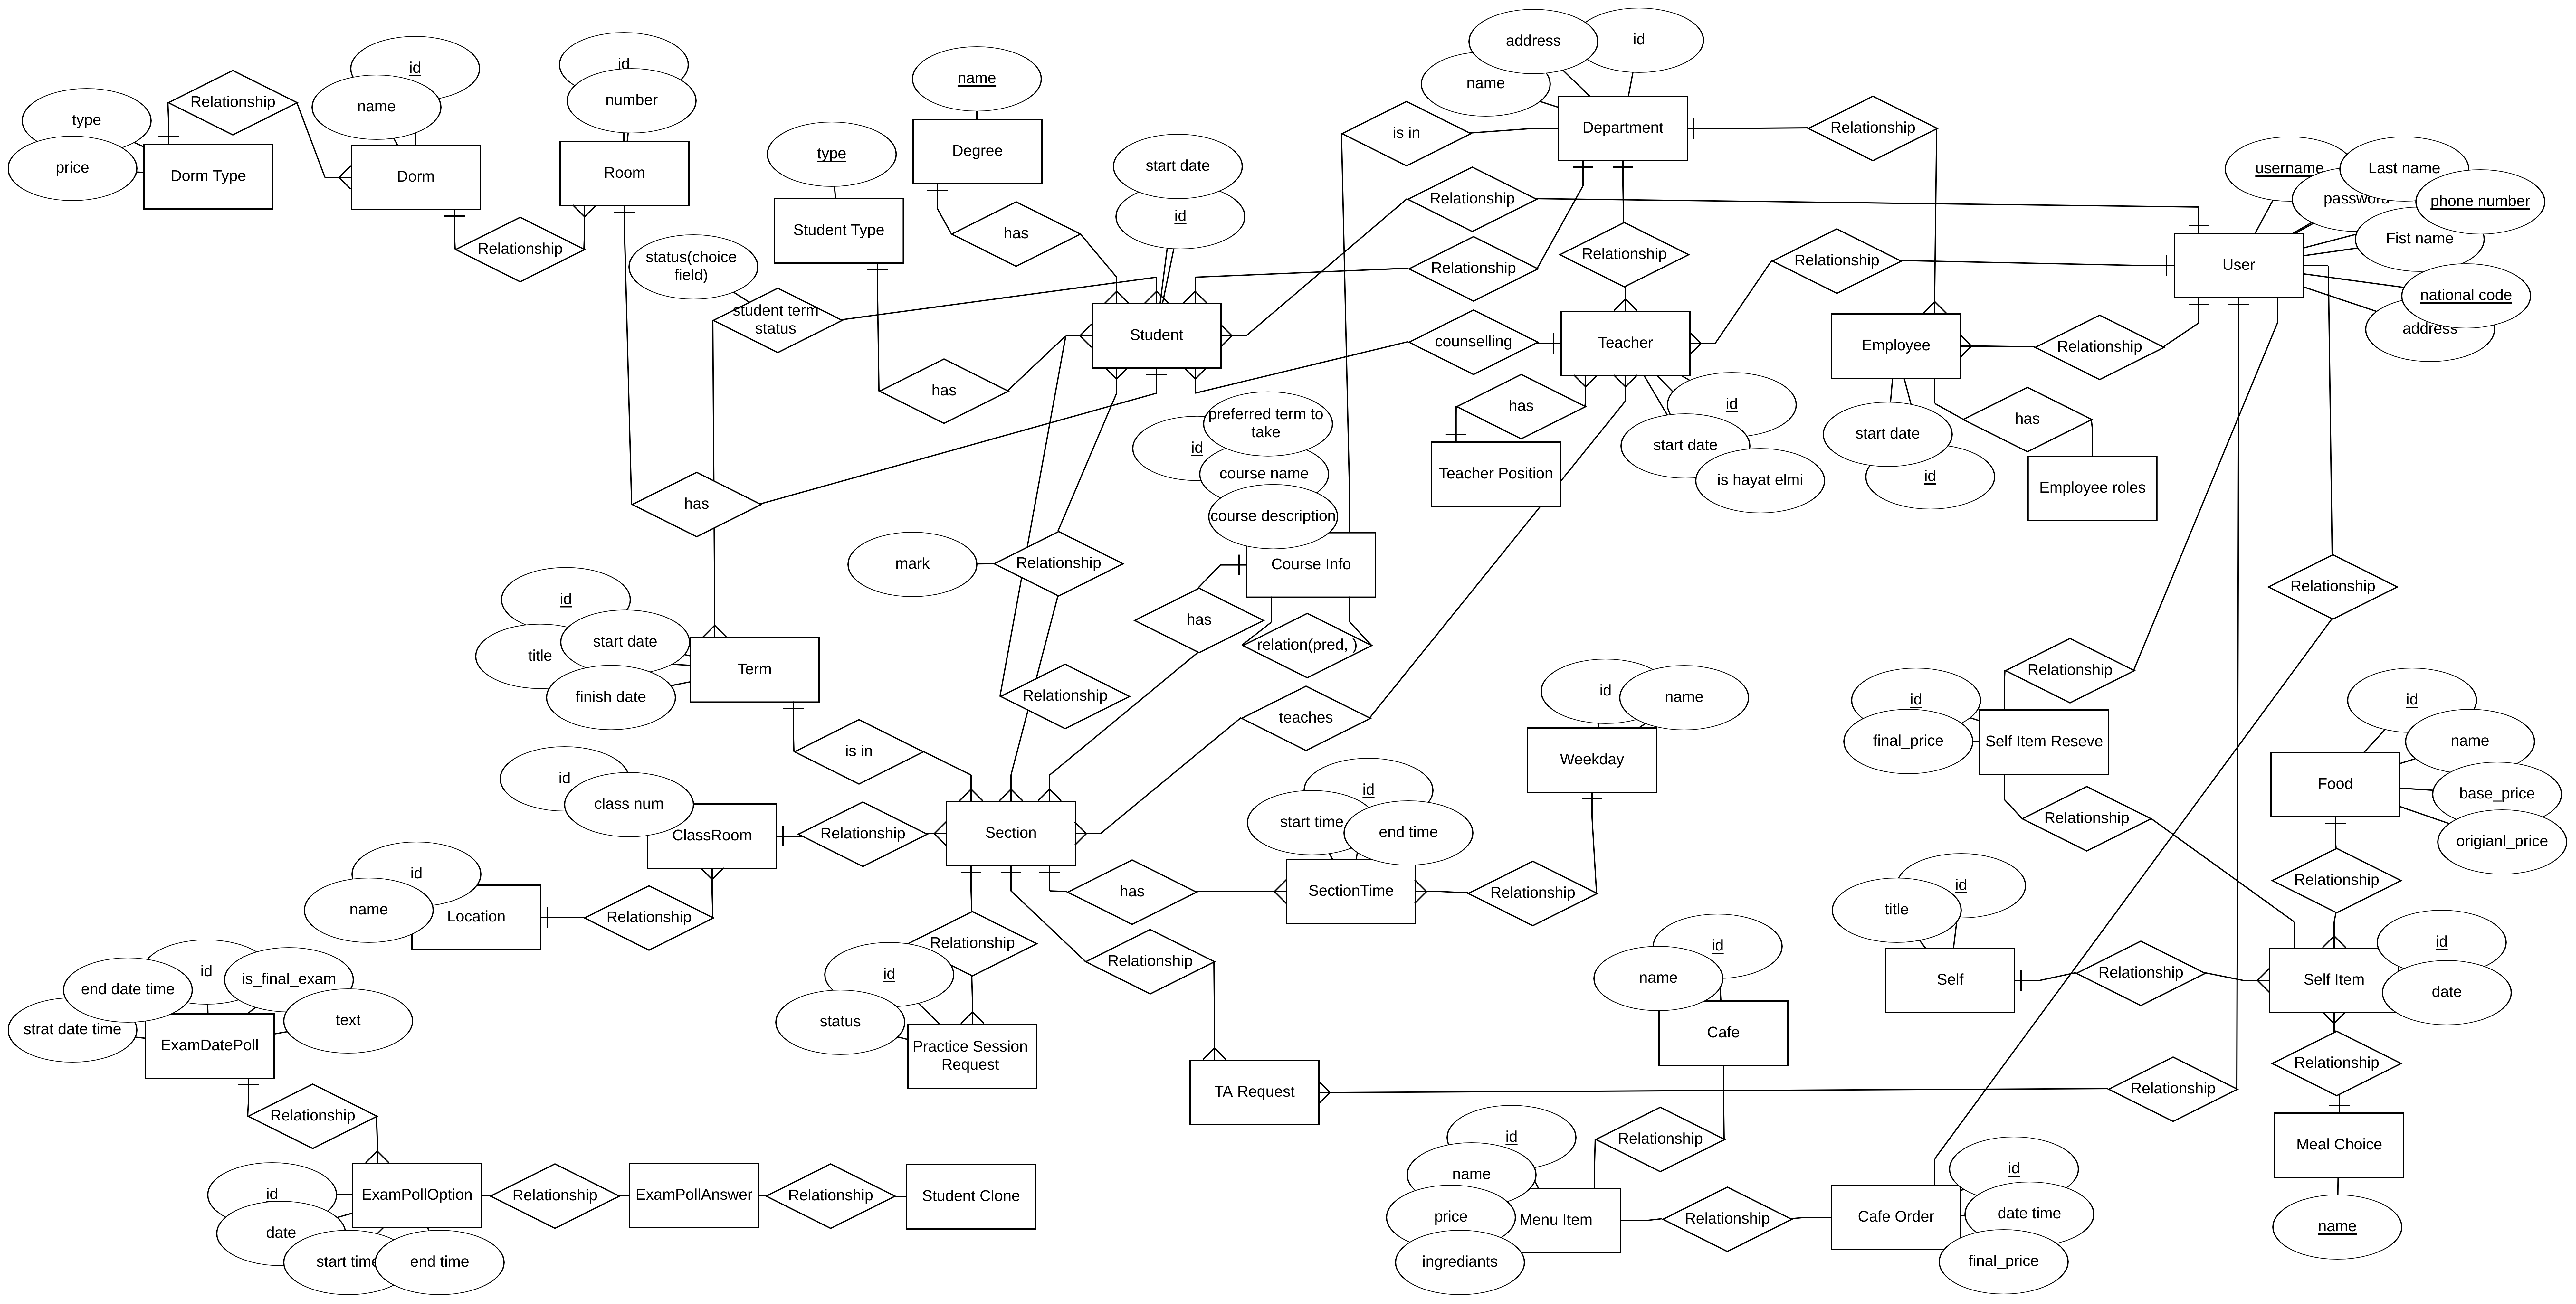 address
id
name
Department
is in
Relationship
id
name
Relationship
type
price
Dorm Type
Dorm
Relationship
id
number
Room
name
Degree
type
Student Type
has
start date
id
status(choice
field)
student term
status
has
Student
Relationship
Relationship
Relationship
counselling
Teacher
Relationship
Employee
Relationship
username
Last name
password
phone number
Fist name
User
national code
address
has
Teacher Position
id
start date
is hayat elmi
start date
id
has
Employee roles
has
preferred term to
take
id
course name
course description
Course Info
mark
Relationship
has
relation(pred, )
Relationship
id
start date
title
finish date
Term
Relationship
teaches
is in
id
name
Weekday
Relationship
id
final_price
Self Item Reseve
Relationship
id
name
base_price
origianl_price
Food
Relationship
id
class num
ClassRoom
Relationship
Section
id
start time
end time
SectionTime
has
Relationship
id
name
Location
Relationship
id
title
Self
Relationship
Self Item
id
date
Relationship
Meal Choice
name
end date time
id
is_final_exam
strat date time
text
ExamDatePoll
Relationship
Relationship
id
status
Practice Session
Request
Relationship
TA Request
Relationship
id
name
Cafe
Relationship
id
date
start time
end time
ExamPollOption
Relationship
ExamPollAnswer
Relationship
Student Clone
id
name
price
ingrediants
Menu Item
Relationship
Cafe Order
id
date time
final_price